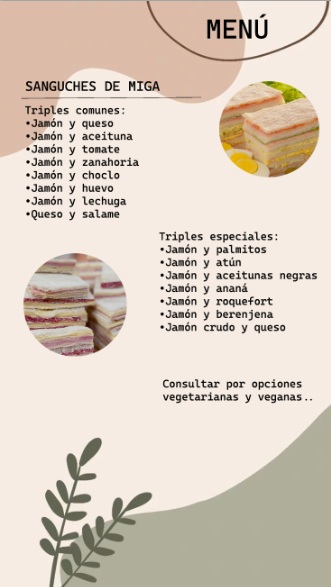 MENÚ
SANGUCHES DE MIGA
Triples comunes:
•Jamón y queso
•Jamón y aceituna
•Jamón y tomate
•Jamón y zanahoria
•Jamón y choclo
•Jamón y huevo
•Jamón y lechuga
•Queso y salame
Triples especiales:
•Jamón y palmitos
•Jamón y atún
•Jamón y aceitunas negras
•Jamón y ananá
•Jamón y roquefort
•Jamón y berenjena
•Jamón crudo y queso
Consultar por opciones
vegetarianas y veganas..